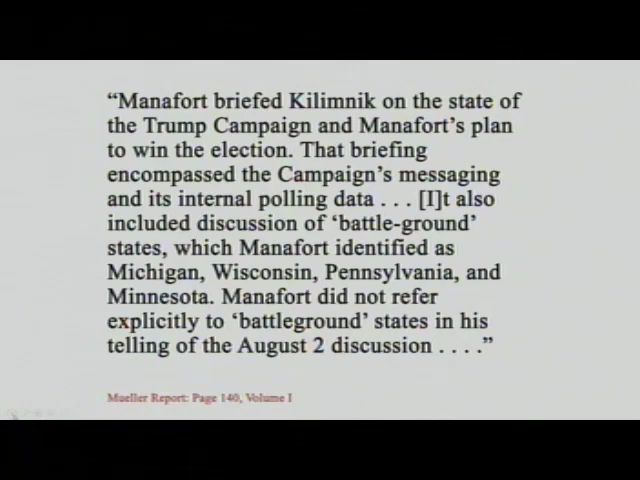 “Manafort briefed Kilimnik on the state of
the Trump Campaign and Manafort’s plan
to win the election. That briefing
encompassed the Campaign’s messaging
and its internal polling data . . . [I]t also
included discussion of ‘battle-ground’
states, which Manafort identified as
Michigan, Wisconsin, Pennsylvania, and
Minnesota. Manafort did not refer
explicitly to ‘battleground’ states in his
telling of the August 2 discussion . . . .”
Mueller Report: Page 140, Volume I